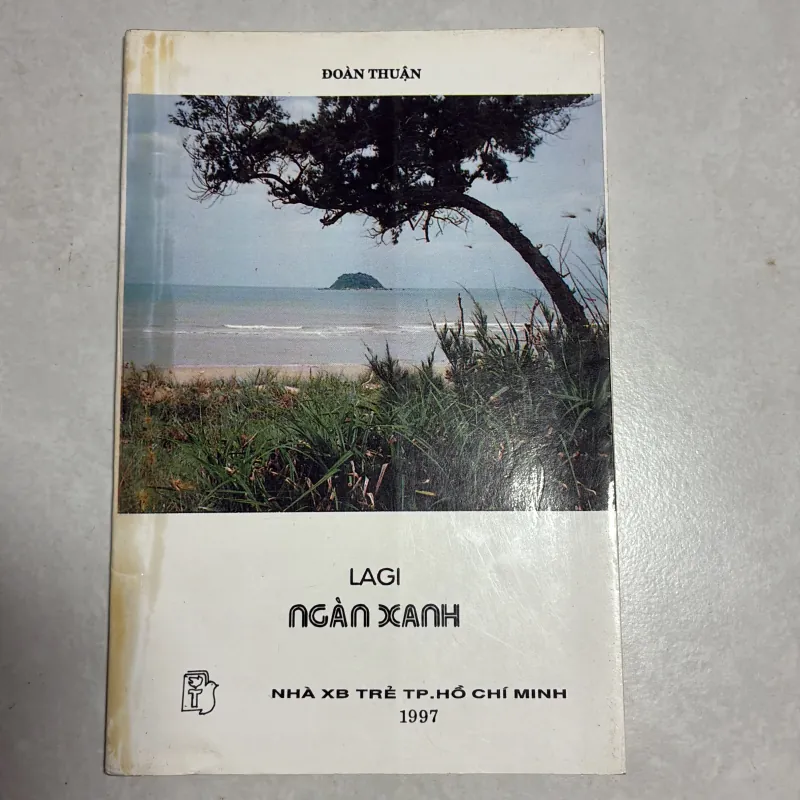 ĐOÀN THUẬN
LAGI
NGÀN XANH
T
NHÀ XB TRẺ TP.HỒ CHÍ MINH
1997